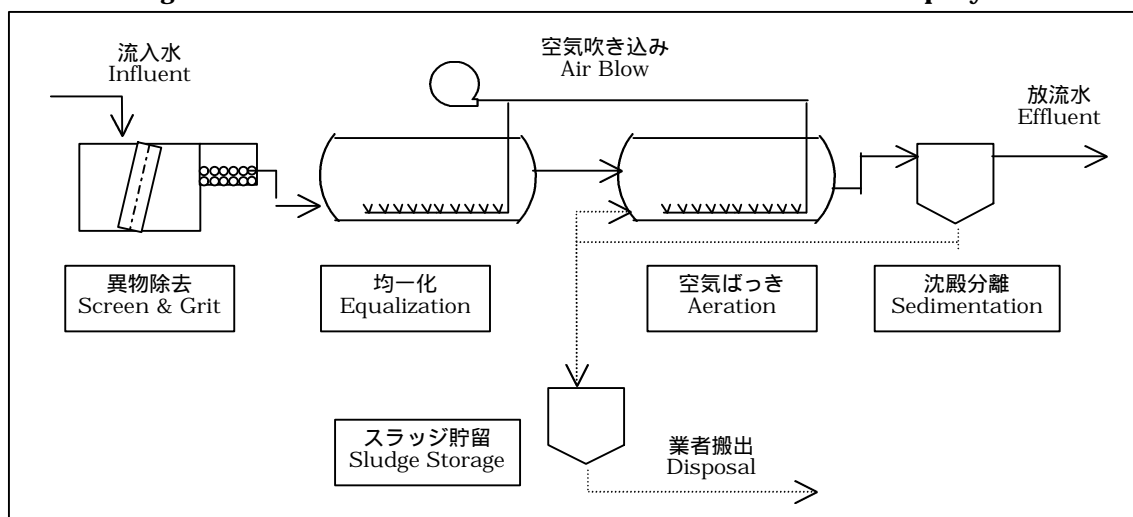 流入水
Influent
空気吹き込み
Air Blow
放流水
Effluent
異物除去
Screen & Grit
均一化
Equalization
空気ばっき
Aeration
沈殿分離
Sedimentation
スラッジ貯留
Sludge Storage
業者搬出
Disposal